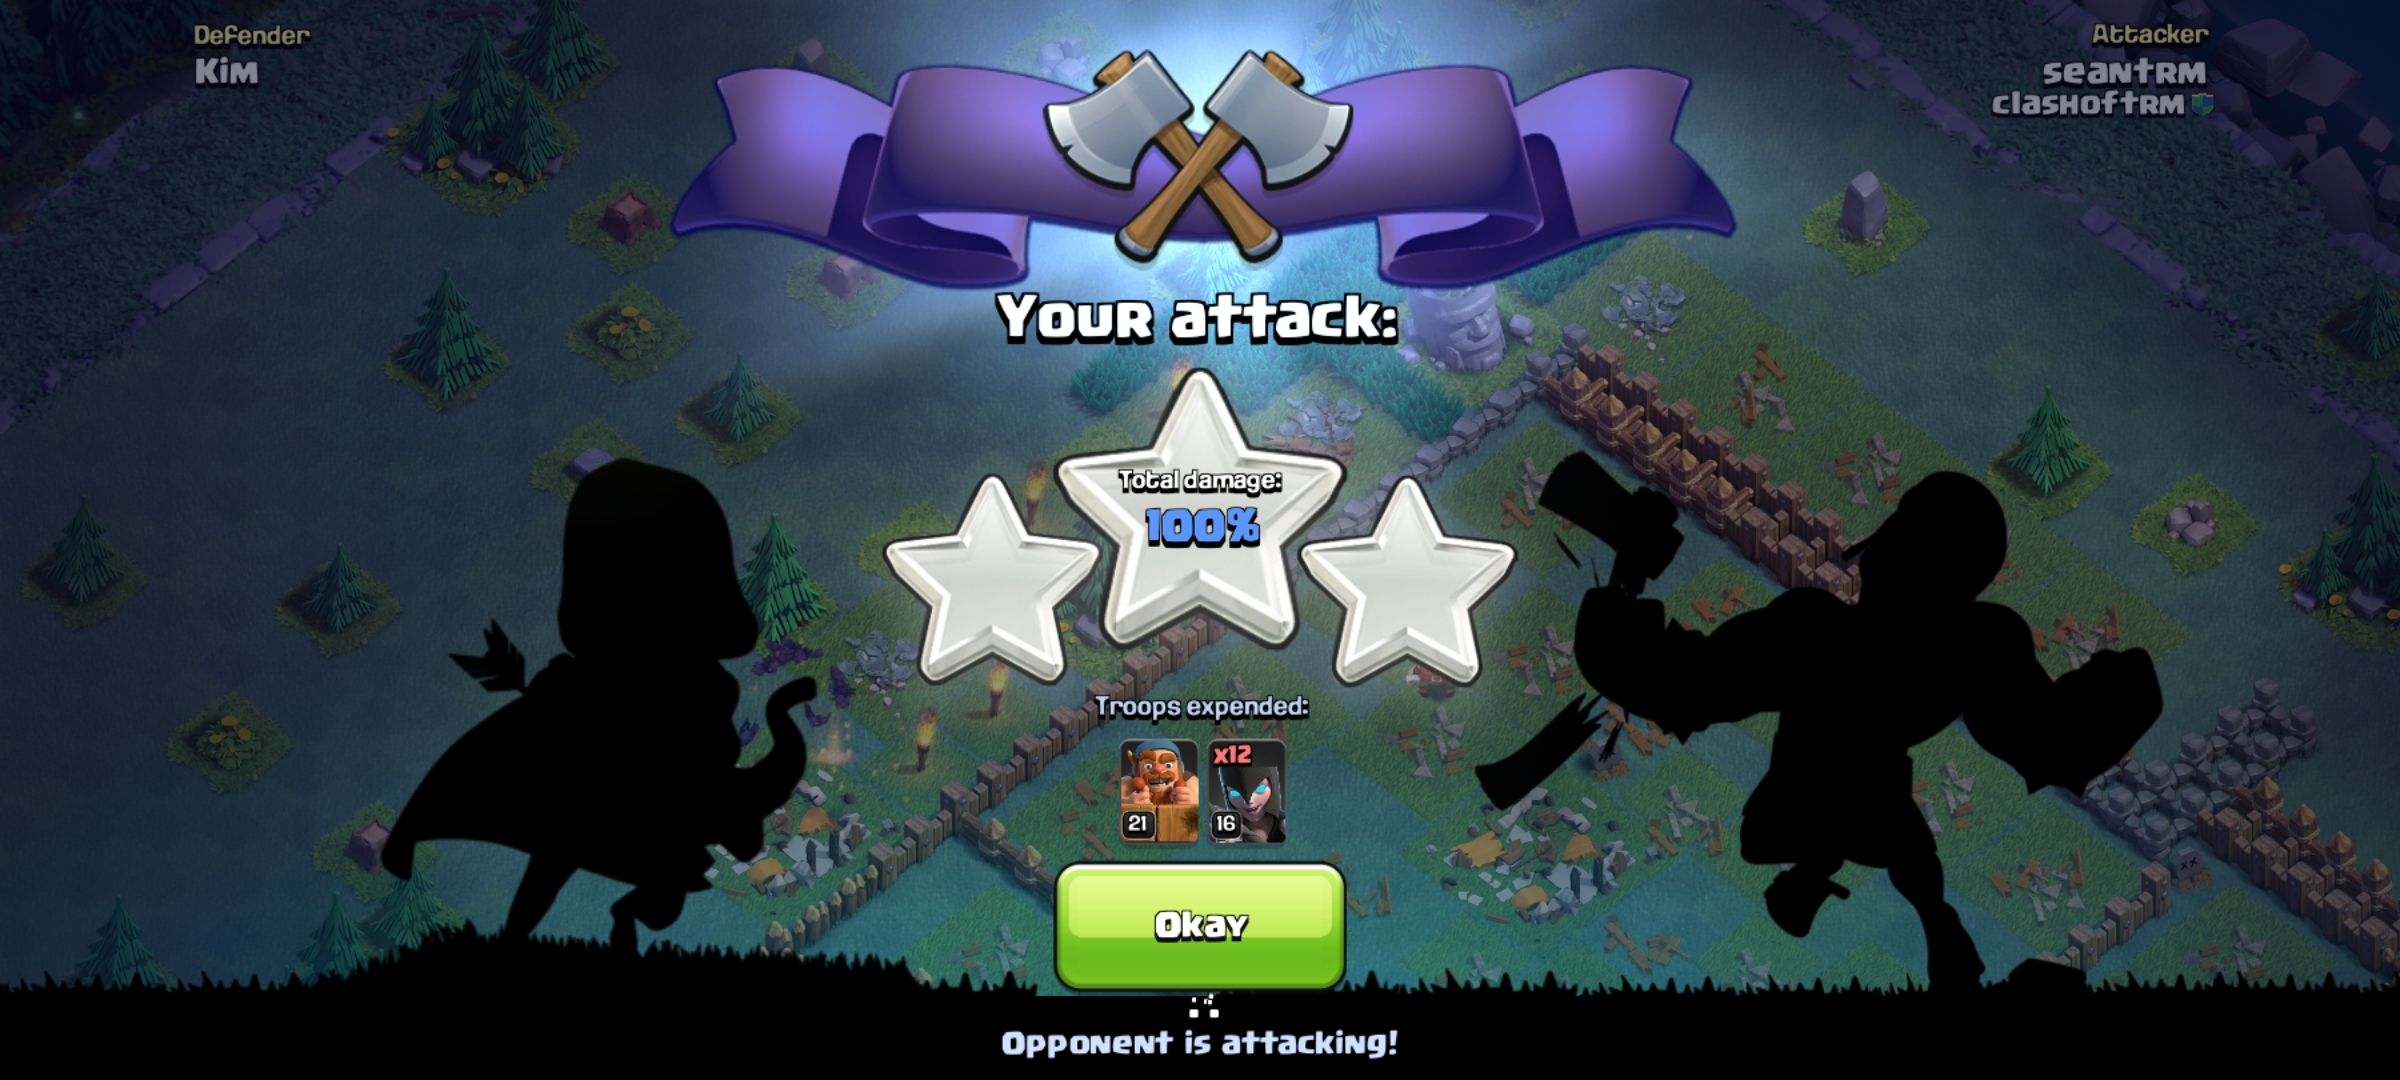 Defender
Kim
Attacker
seantRM
clashoftRM
Your attack:
Total damage:
100%
Troops expended:
x12
21
16
Okay
Opponent is attacking!